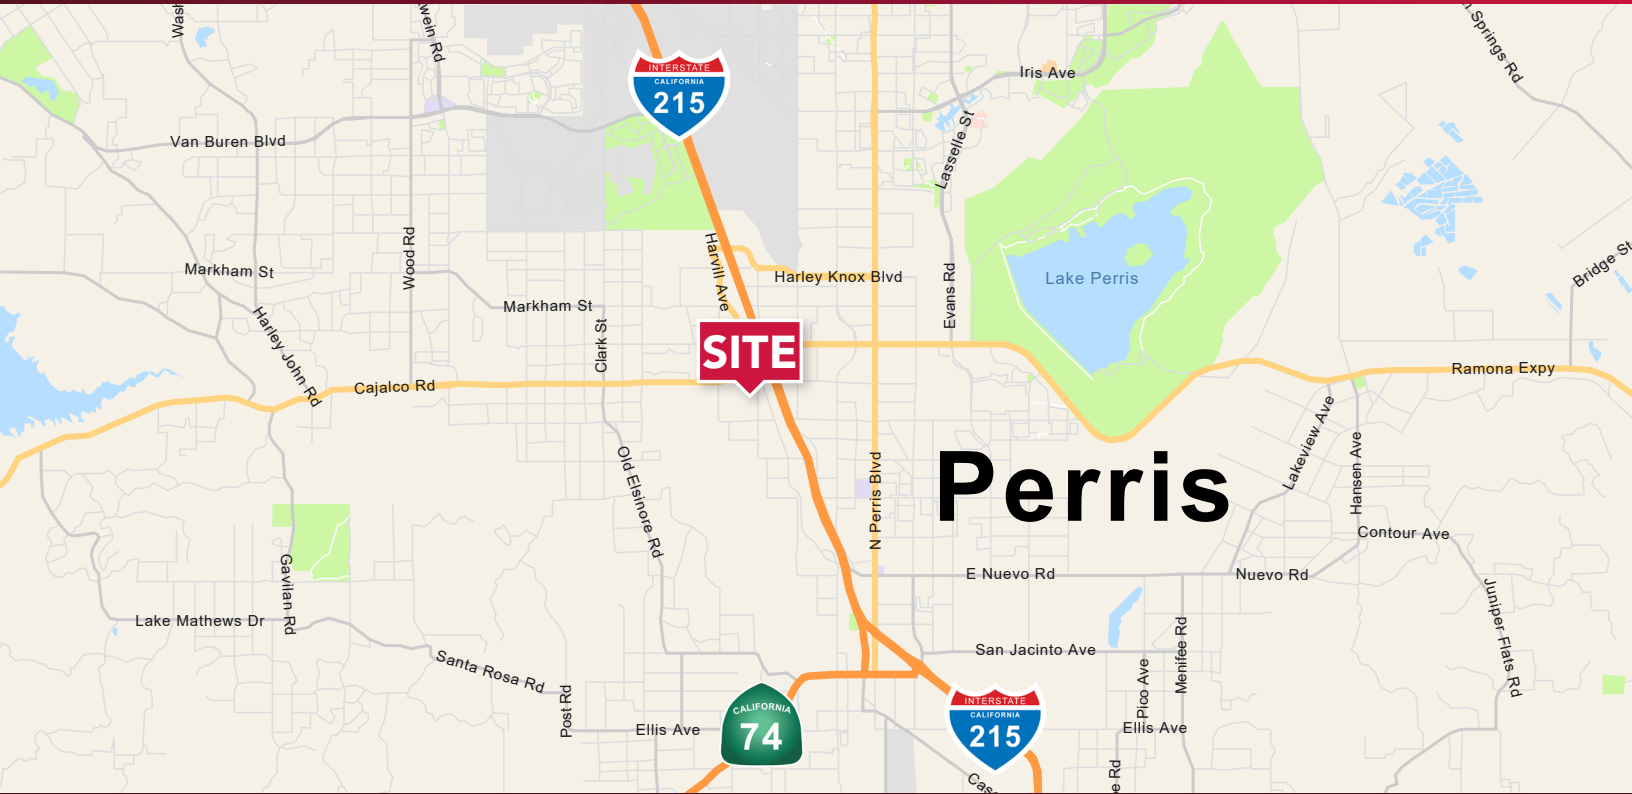 INTERSTATE
CALIFORNIA
215
Iris Ave
Van Buren Blvd
Lasselle St
Wood Rd
Harvill Ave
Markham St
Harley Knox Blvd
Evans Rd
Lake Perris
Bridge St
Markham St
Harley John Rd
Clark St
SITE
Cajalco Rd
Ramona Expy
Lakeview Ave
Hansen Ave
Perris
Old Elsinore Rd
N Perris Blvd
Contour Ave
E Nuevo Rd
Nuevo Rd
Gavilan Rd
Juniper Flats Rd
Lake Mathews Dr
San Jacinto Ave
Menifee Rd
Santa Rosa Rd
Pico Ave
Post Rd
Ellis Ave
CALIFORNIA
74
INTERSTATE
CALIFORNIA
215
Ellis Ave
Springs Rd